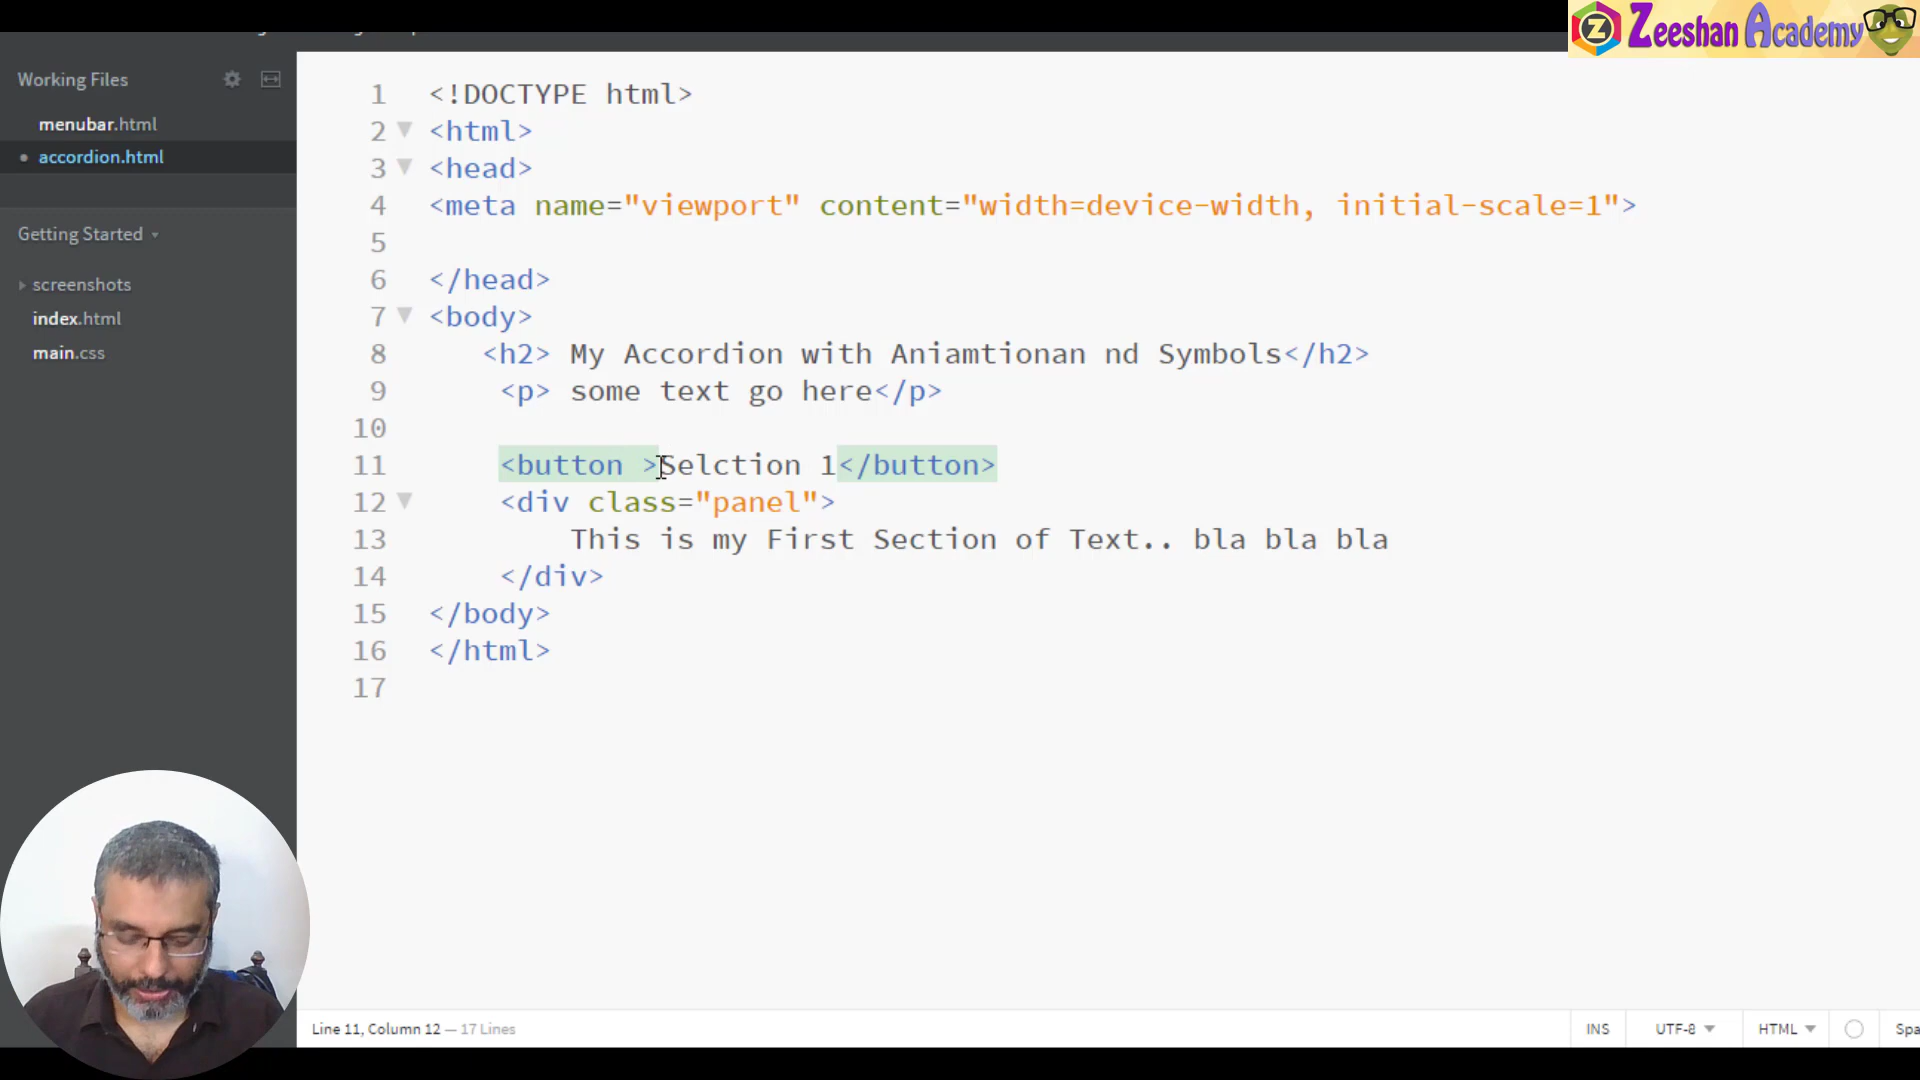 Zeeshan Academy
Z
Working Files
menubar.html
accordion.html
Getting Started
screenshots
index.html
main.css
1 <!DOCTYPE html>
2 <html>
3 <head>
4 <meta name="viewport" content="width=device-width, initial-scale=1">
5
6 </head>
7 <body>
8 <h2> My Accordion with Aniamtionan nd Symbols</h2>
9 <p> some text go here</p>
10
11 <button >Selction 1</button>
12 <div class="panel">
13 This is my First Section of Text.. bla bla bla
14 </div>
15 </body>
16 </html>
17
Line 11, Column 12 — 17 Lines
INS
UTF-8
HTML
Spa